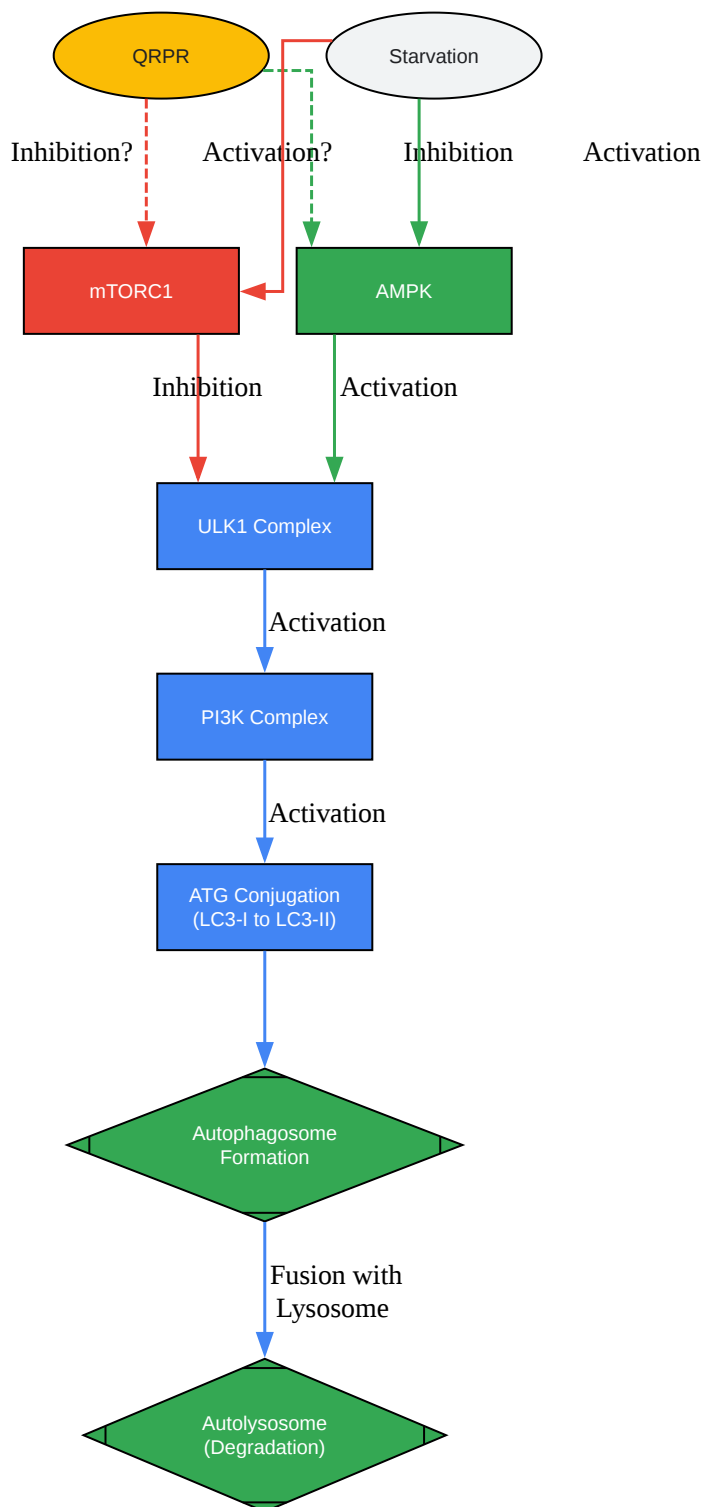 QRPR
Starvation
Inhibition?
Activation?
Inhibition
Activation
mTORC1
AMPK
Inhibition
Activation
ULK1 Complex
Activation
PI3K Complex
Activation
ATG Conjugation
(LC3-I to LC3-II)
Autophagosome
Formation
Fusion with
Lysosome
Autolysosome
(Degradation)